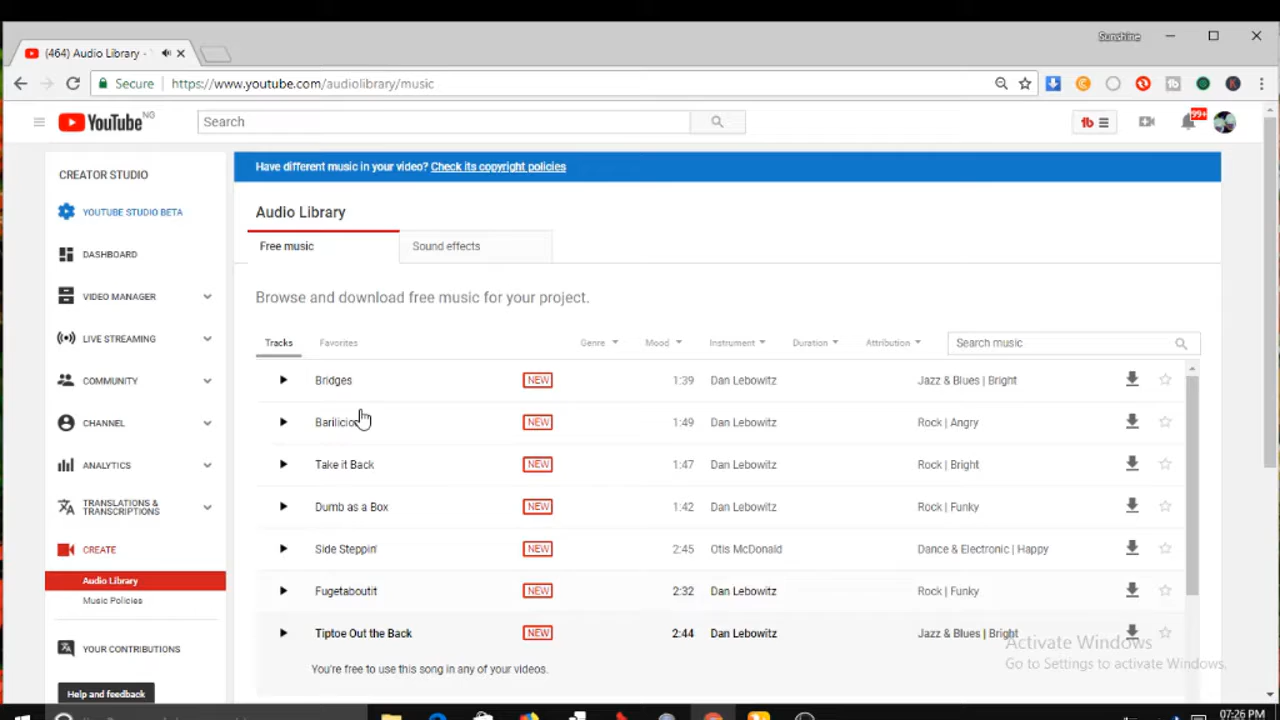 Sunshine
(464) Audio Library -
Secure
https://www.youtube.com/audiolibrary/music
YouTube NG
Search
99+
CREATOR STUDIO
YOUTUBE STUDIO BETA
DASHBOARD
VIDEO MANAGER
LIVE STREAMING
COMMUNITY
CHANNEL
ANALYTICS
TRANSLATIONS &
TRANSCRIPTIONS
CREATE
Audio Library
Music Policies
YOUR CONTRIBUTIONS
Help and feedback
Have different music in your video? Check its copyright policies
Audio Library
Free music Sound effects
Browse and download free music for your project.
Tracks Favorites Genre Mood Instrument Duration Attribution Search music
Bridges NEW 1:39 Dan Lebowitz Jazz & Blues | Bright
NEW 1:49 Dan Lebowitz Rock | Angry
Take it Back NEW 1:47 Dan Lebowitz Rock | Bright
Dumb as a Box NEW 1:42 Dan Lebowitz Rock | Funky
Side Steppin' NEW 2:45 Otis McDonald Dance & Electronic | Happy
Fugetaboutit NEW 2:32 Dan Lebowitz Rock | Funky
Tiptoe Out the Back NEW 2:44 Dan Lebowitz Jazz & Blues | Bright
You're free to use this song in any of your videos.
Activate Windows
Go to Settings to activate Windows.
07:26 PM